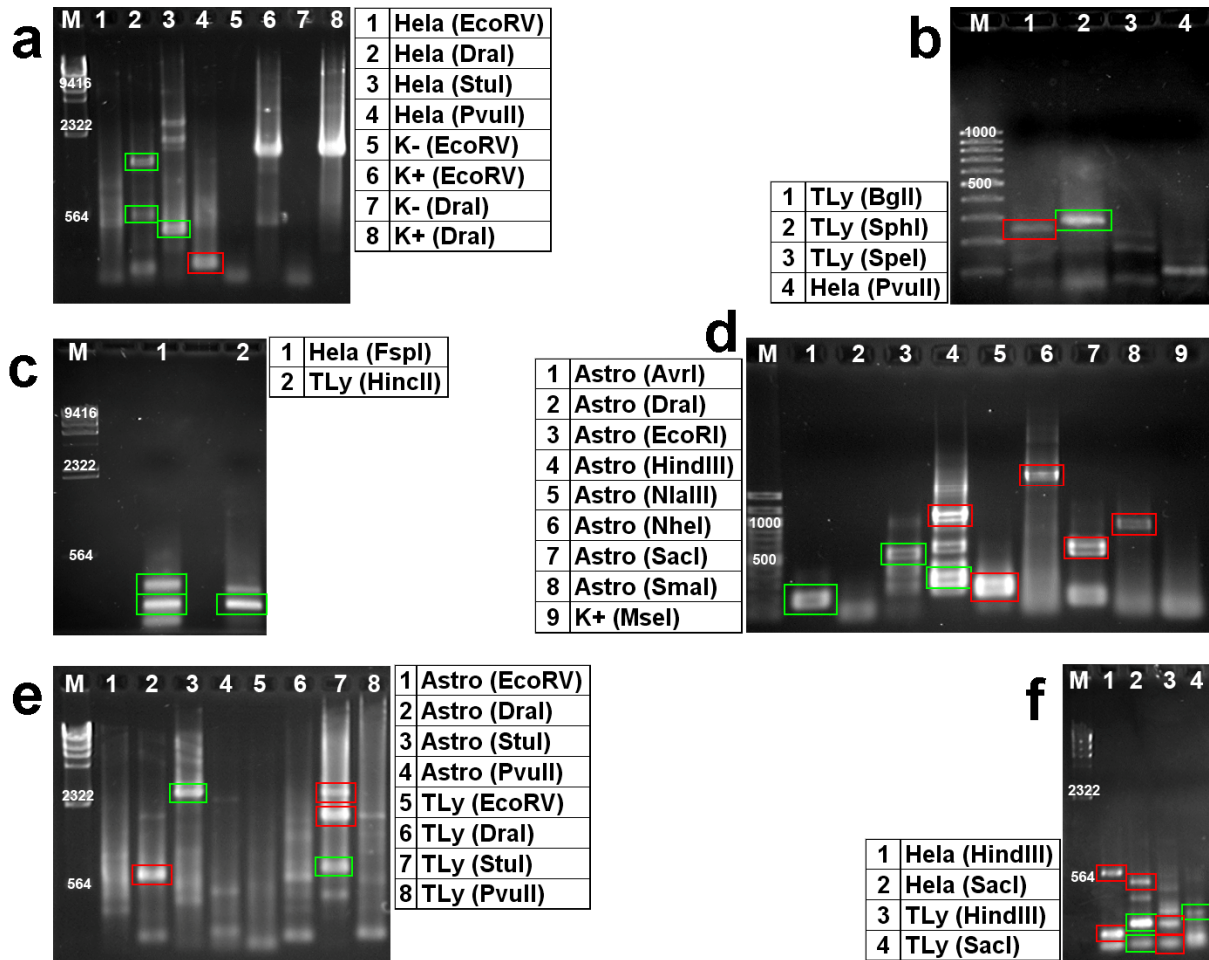 a
M 1 2 3 4 5 6 7 8
9416
2322
564
1 Hela (EcoRV)
2 Hela (DraI)
3 Hela (StuI)
4 Hela (PvuII)
5 K- (EcoRV)
6 K+ (EcoRV)
7 K- (DraI)
8 K+ (DraI)
b
M 1 2 3 4
1000
500
1 TLy (BglI)
2 TLy (SphI)
3 TLy (SpeI)
4 Hela (PvuII)
c
M 1 2
9416
2322
564
1 Hela (FspI)
2 TLy (HincII)
d
M 1 2 3 4 5 6 7 8 9
1000
500
1 Astro (AvrI)
2 Astro (DraI)
3 Astro (EcoRI)
4 Astro (HindIII)
5 Astro (NlaIII)
6 Astro (NheI)
7 Astro (SacI)
8 Astro (SmaI)
9 K+ (MseI)
e
M 1 2 3 4 5 6 7 8
2322
564
1 Astro (EcoRV)
2 Astro (DraI)
3 Astro (StuI)
4 Astro (PvuII)
5 TLy (EcoRV)
6 TLy (DraI)
7 TLy (StuI)
8 TLy (PvuII)
f
M 1 2 3 4
2322
564
1 Hela (HindIII)
2 Hela (SacI)
3 TLy (HindIII)
4 TLy (SacI)